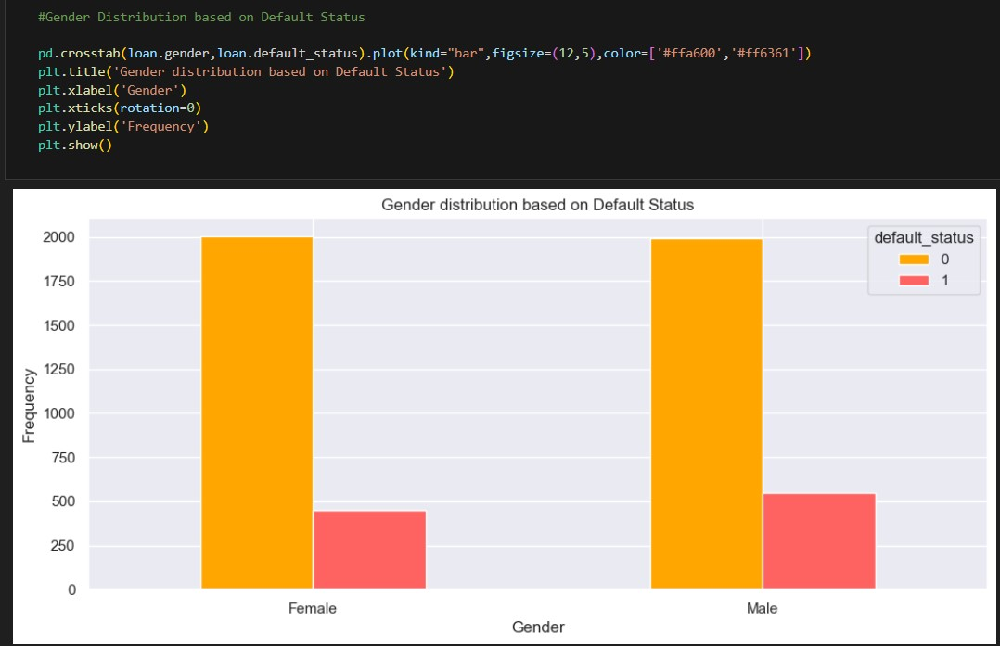 #Gender Distribution based on Default Status
pd.crosstab(loan.gender,loan.default_status).plot(kind="bar",figsize=(12,5),color=['#ffa600','#ff6361'])
plt.title('Gender distribution based on Default Status')
plt.xlabel('Gender')
plt.xticks(rotation=0)
plt.ylabel('Frequency')
plt.show()
Gender distribution based on Default Status
default_status
0
1
Frequency
2000
1750
1500
1250
1000
750
500
250
0
Female
Male
Gender